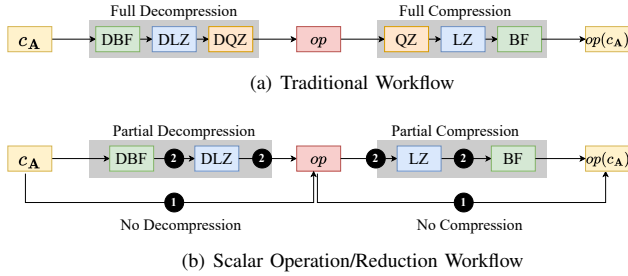 Full Decompression Full Compression
c_A DBF DLZ DQZ op QZ LZ BF op(c_A)
(a) Traditional Workflow
Partial Decompression Partial Compression
c_A DBF 2 DLZ 2 op 2 LZ 2 BF op(c_A)
1 1
No Decompression No Compression
(b) Scalar Operation/Reduction Workflow